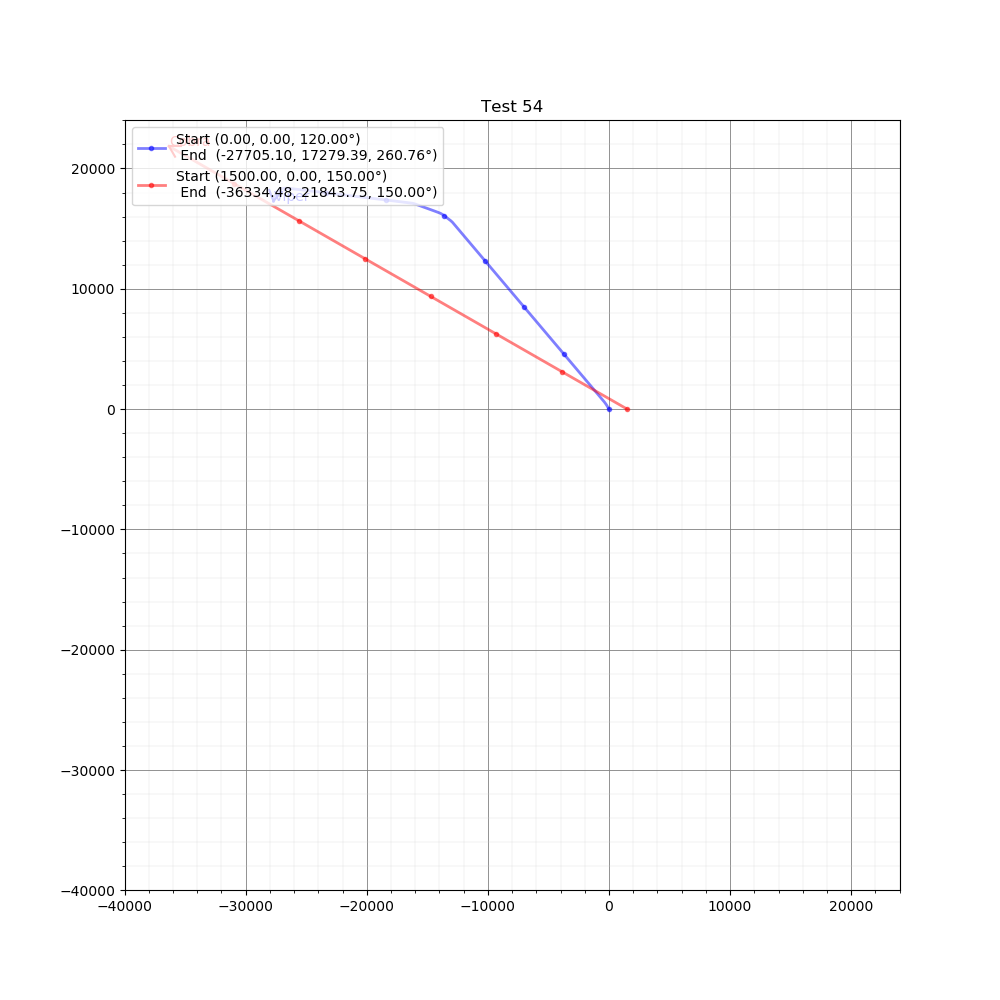 Test 54
Start (0.00, 0.00, 120.00°)
End (-27705.10, 17279.39, 260.76°)
Start (1500.00, 0.00, 150.00°)
End (-36334.48, 21843.75, 150.00°)
20000
10000
0
−10000
−20000
−30000
−40000
−40000 −30000 −20000 −10000 0 10000 20000